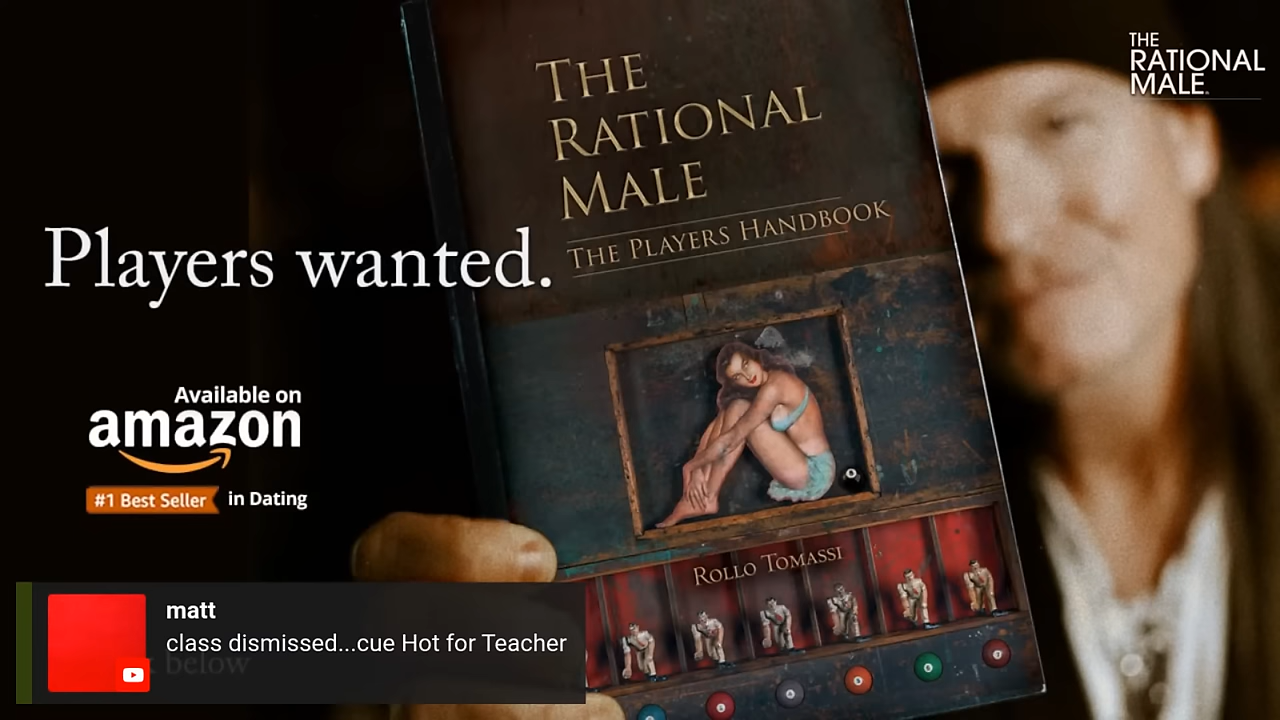 THE
RATIONAL
MALE
THE
RATIONAL
MALE
THE PLAYERS HANDBOOK
Players wanted.
Available on
amazon
#1 Best Seller in Dating
ROLLO TOMASSI
matt
class dismissed...cue Hot for Teacher
below